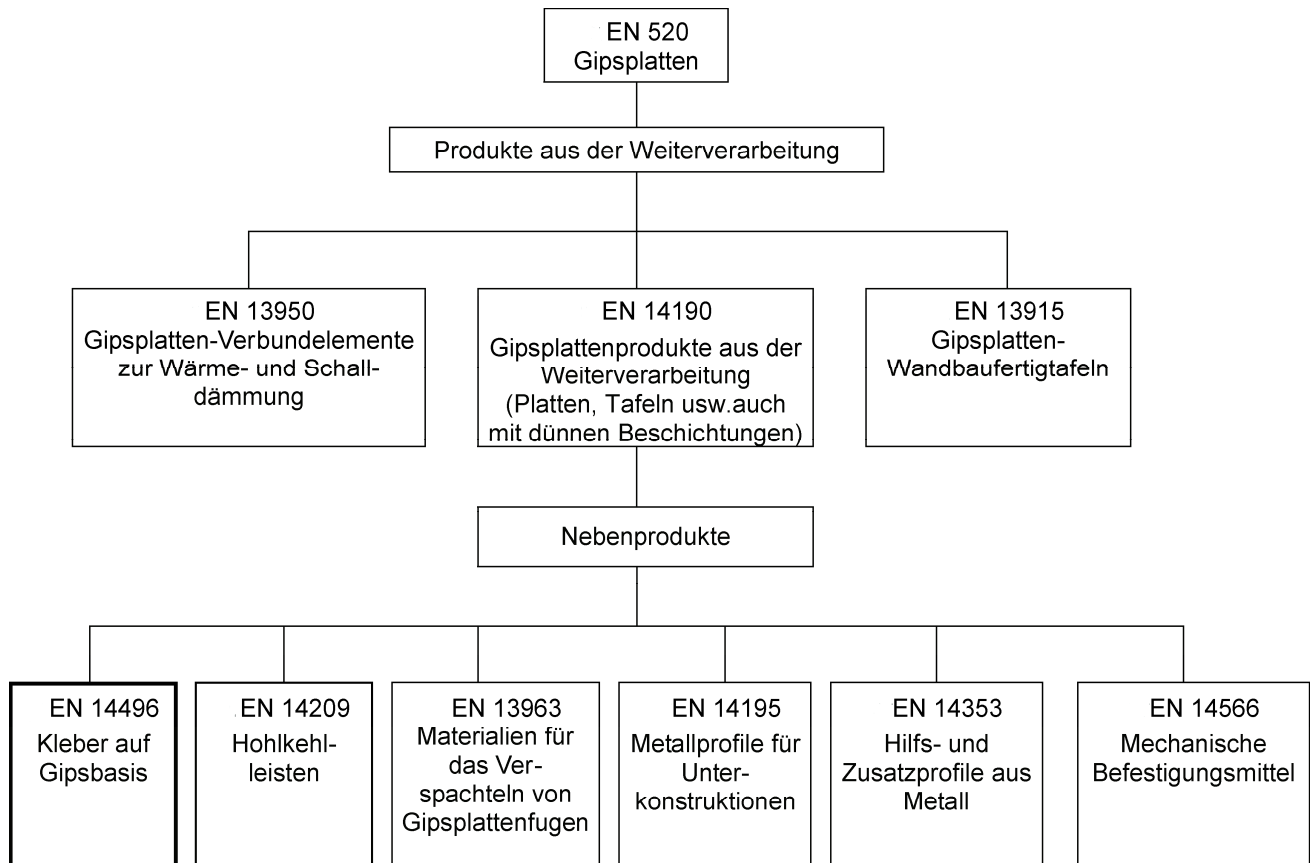 EN 520
Gipsplatten
Produkte aus der Weiterverarbeitung
EN 13950
Gipsplatten-Verbundelemente
zur Wärme- und Schall-
dämmung
EN 14190
Gipsplattenprodukte aus der
Weiterverarbeitung
(Platten, Tafeln usw.auch
mit dünnen Beschichtungen)
EN 13915
Gipsplatten-
Wandbaufertigtafeln
Nebenprodukte
EN 14496
Kleber auf
Gipsbasis
EN 14209
Hohlkehl-
leisten
EN 13963
Materialien für
das Ver-
spachteln von
Gipsplattenfugen
EN 14195
Metallprofile für
Unter-
konstruktionen
EN 14353
Hilfs- und
Zusatzprofile aus
Metall
EN 14566
Mechanische
Befestigungsmittel